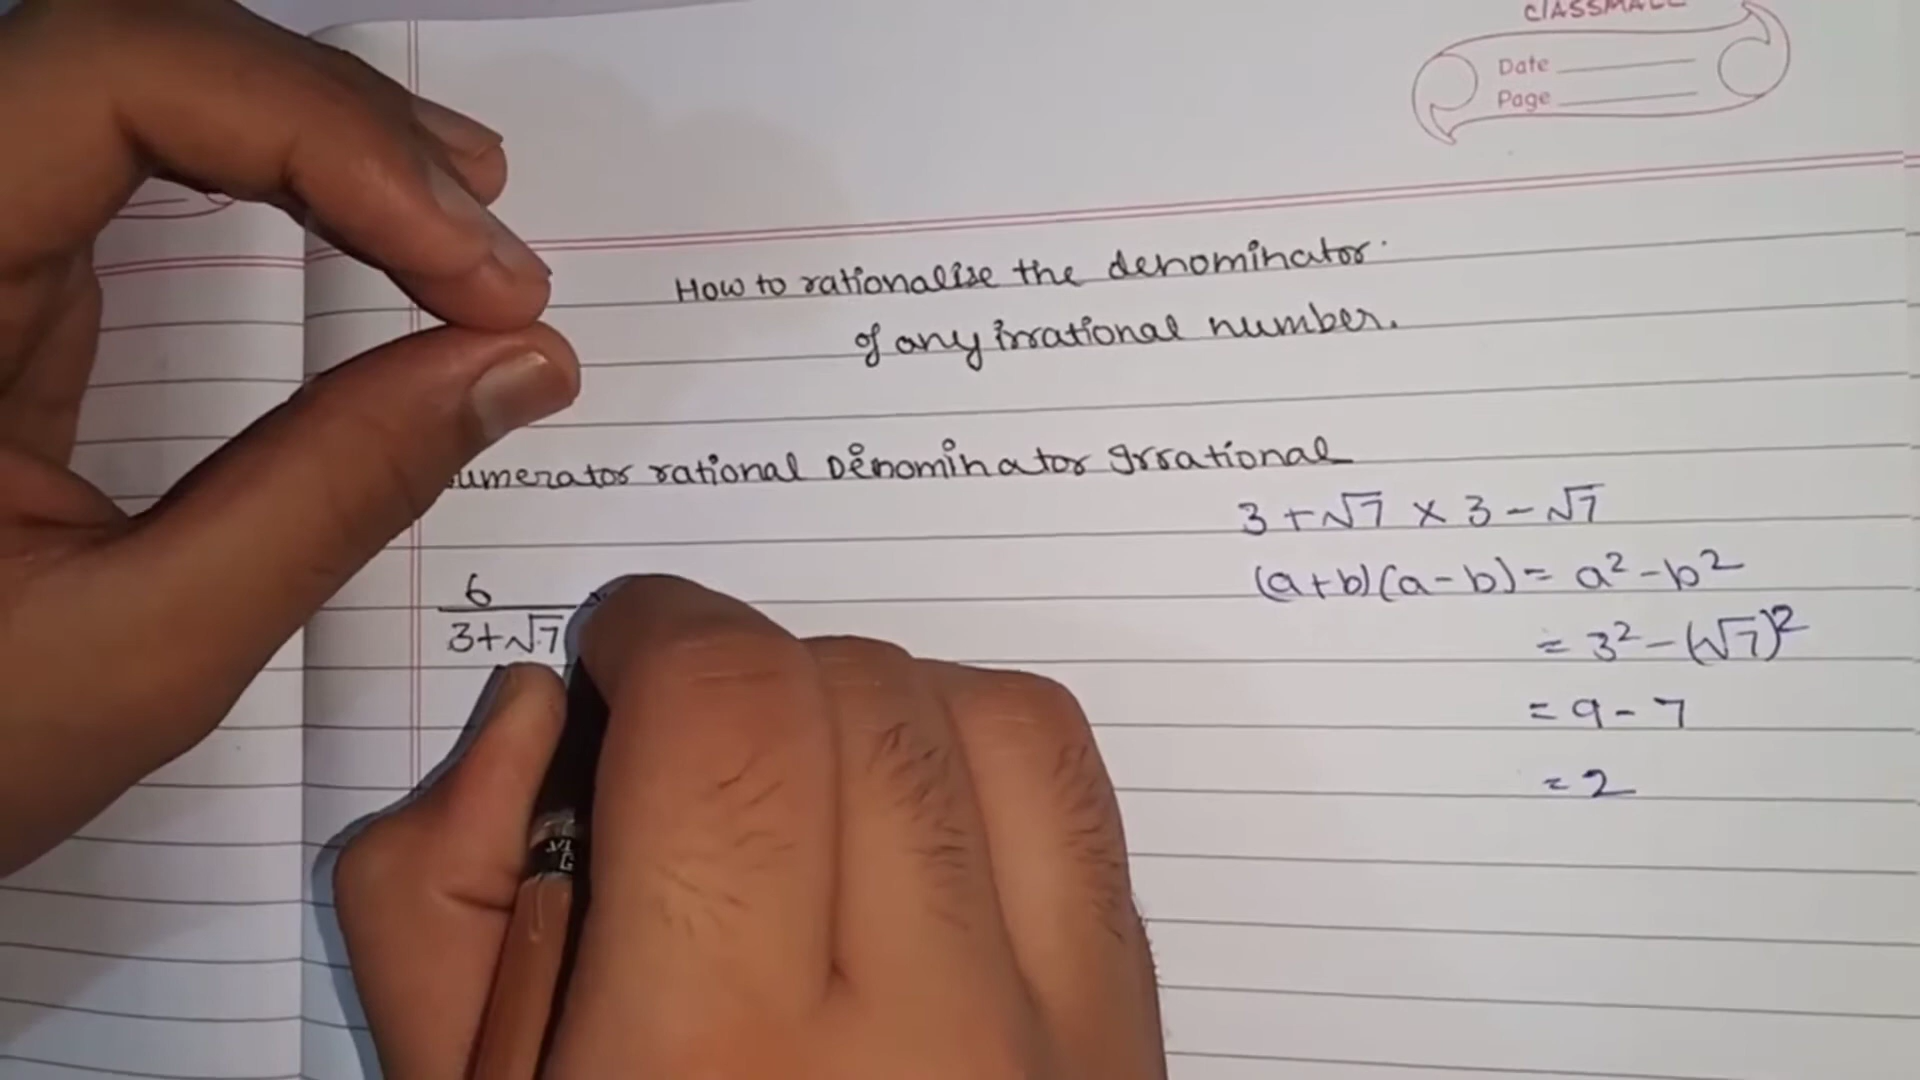 Date
Page
How to rationalise the denominator
of any irrational number.
umerator rational Denominator Irrational
3 + √7 × 3 - √7
(a+b)(a-b) = a² - b²
= 3² - (√7)²
= 9 - 7
= 2
6
3+√7